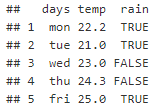 ##   days temp  rain
## 1  mon 22.2  TRUE
## 2  tue 21.0  TRUE
## 3  wed 23.0 FALSE
## 4  thu 24.3 FALSE
## 5  fri 25.0  TRUE